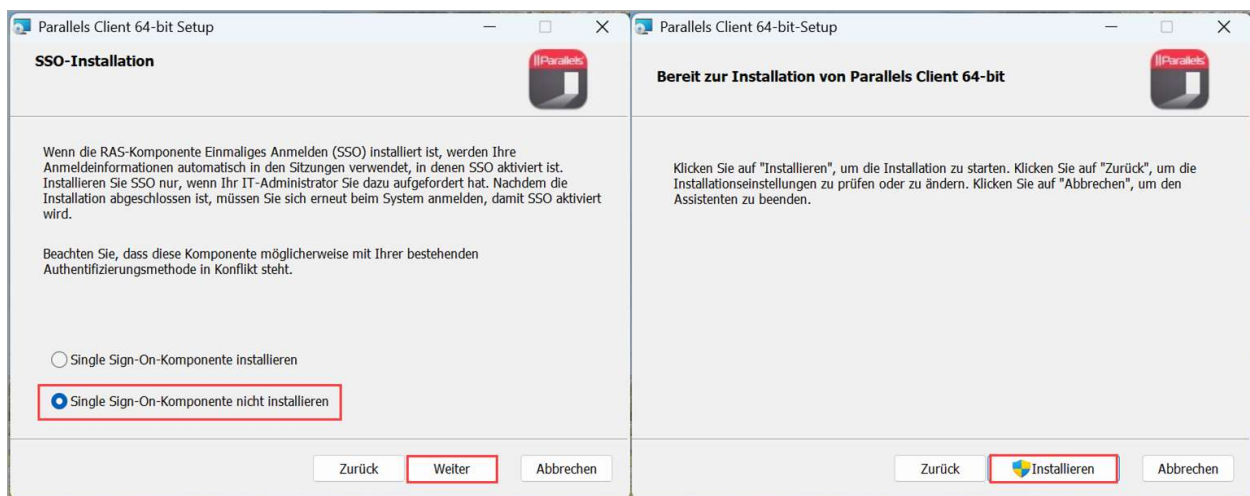 Parallels Client 64-bit Setup
SSO-Installation
||Parallels
Wenn die RAS-Komponente Einmaliges Anmelden (SSO) installiert ist, werden Ihre
Anmeldeinformationen automatisch in den Sitzungen verwendet, in denen SSO aktiviert ist.
Installieren Sie SSO nur, wenn Ihr IT-Administrator Sie dazu aufgefordert hat. Nachdem die
Installation abgeschlossen ist, müssen Sie sich erneut beim System anmelden, damit SSO aktiviert
wird.
Beachten Sie, dass diese Komponente möglicherweise mit Ihrer bestehenden
Authentifizierungsmethode in Konflikt steht.
Single Sign-On-Komponente installieren
Single Sign-On-Komponente nicht installieren
Zurück Weiter Abbrechen
Parallels Client 64-bit-Setup
Bereit zur Installation von Parallels Client 64-bit
||Parallels
Klicken Sie auf "Installieren", um die Installation zu starten. Klicken Sie auf "Zurück", um die
Installationseinstellungen zu prüfen oder zu ändern. Klicken Sie auf "Abbrechen", um den
Assistenten zu beenden.
Zurück Installieren Abbrechen